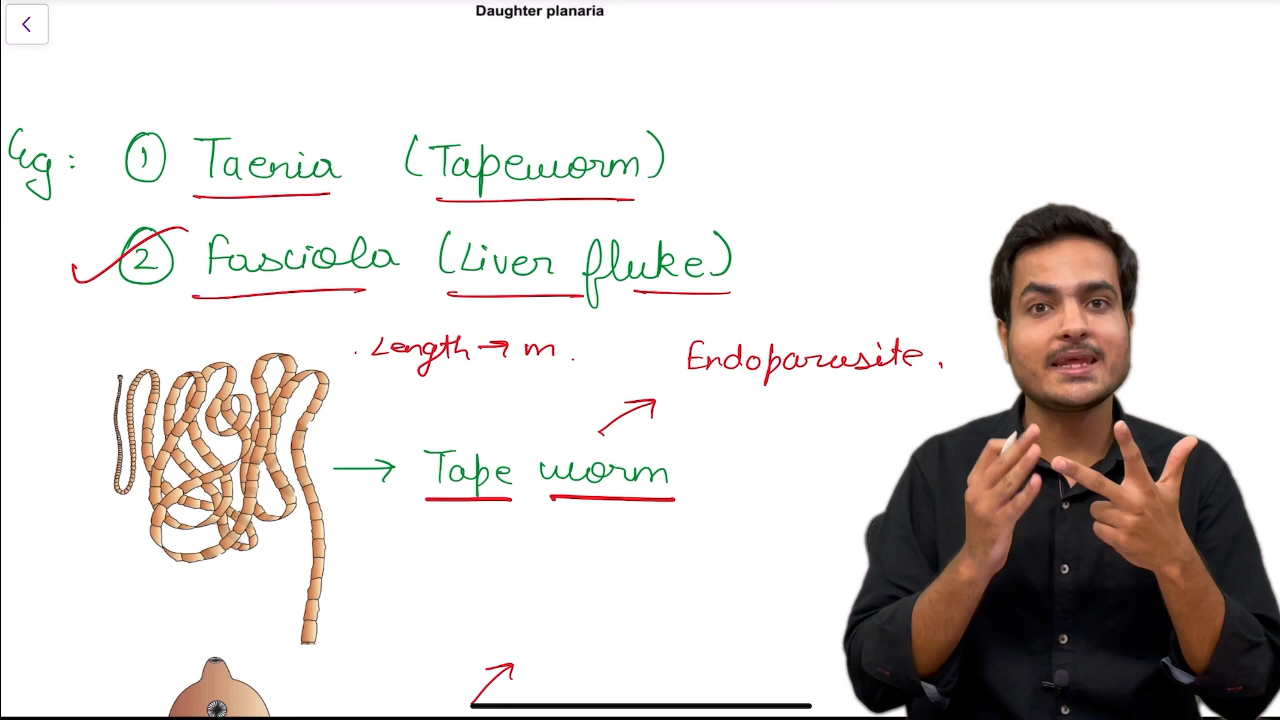 Daughter planaria
Eg: ① Taenia (Tapeworm)
② Fasciola (Liver fluke)
. Length → m .
Endoparasite.
→ Tape worm